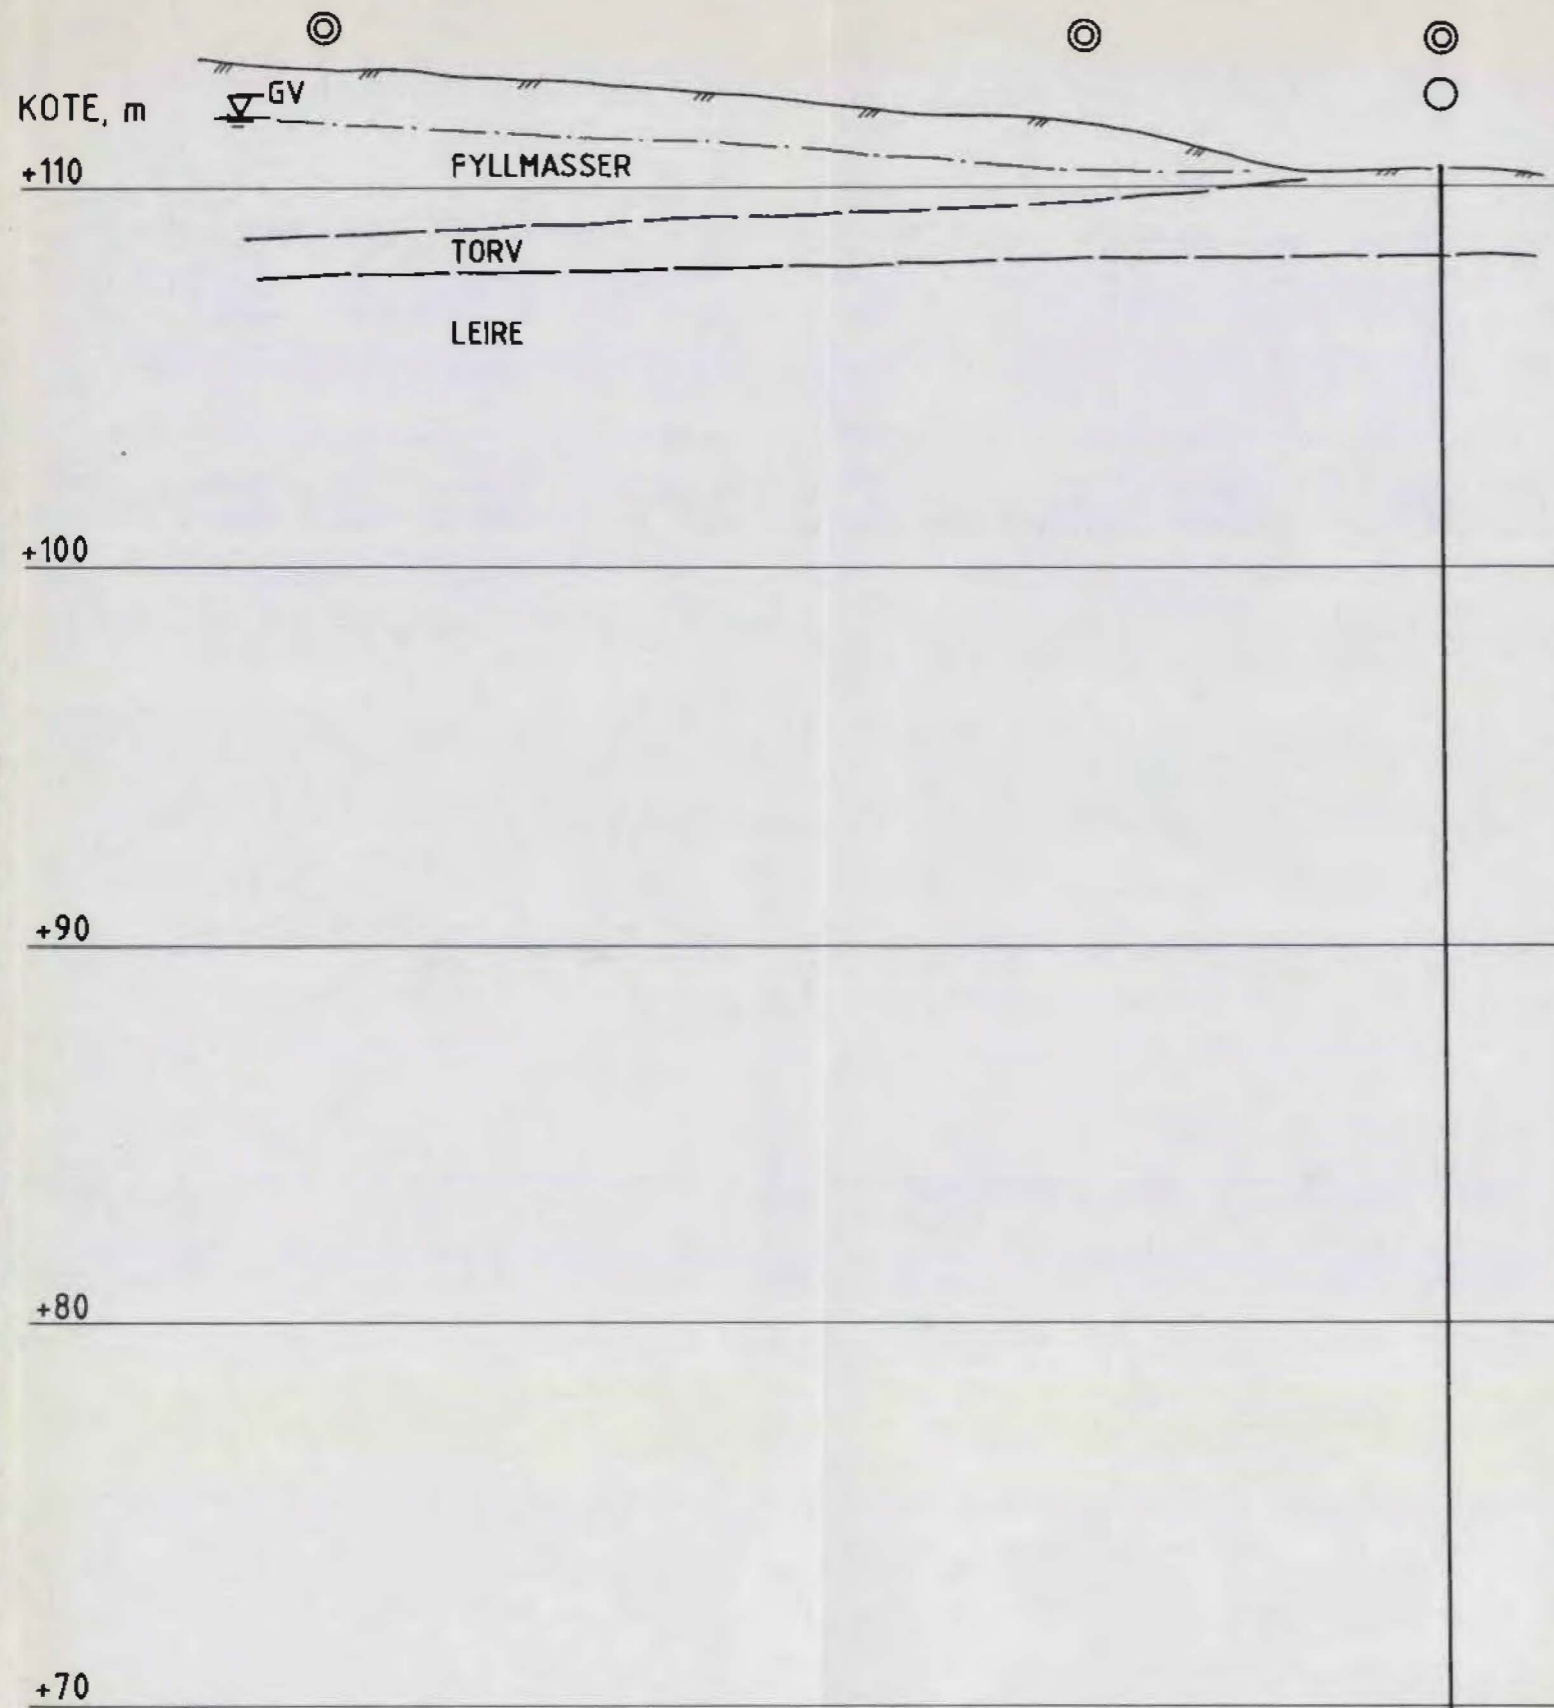 GV
KOTE, m
FYLLMASSER
+110
TORV
LEIRE
+100
+90
+80
+70